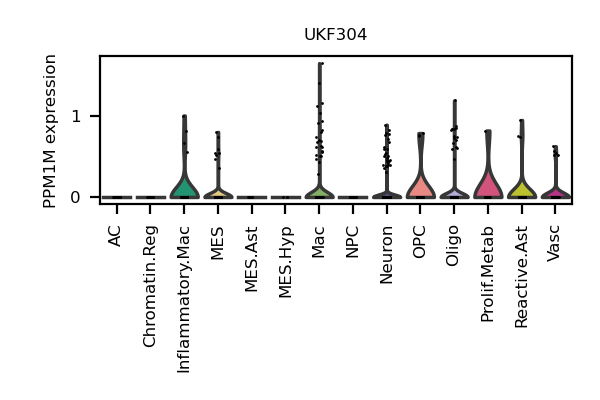 UKF304
PPM1M expression
1
0
AC
Chromatin.Reg
Inflammatory.Mac
MES
MES.Ast
MES.Hyp
Mac
NPC
Neuron
OPC
Oligo
Prolif.Metab
Reactive.Ast
Vasc